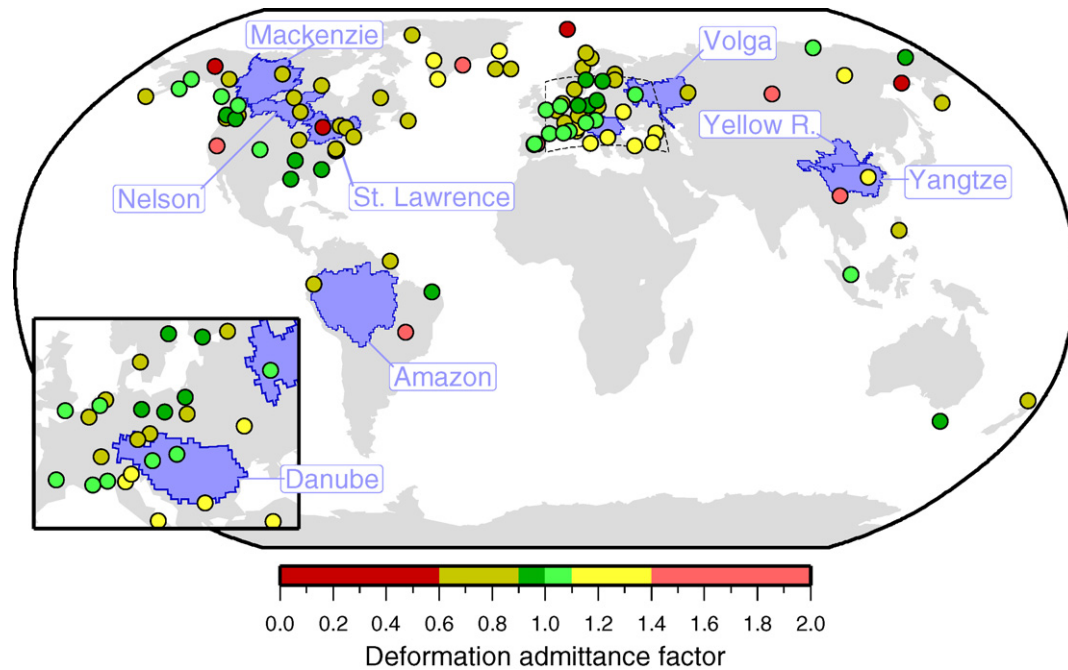 Mackenzie
Volga
Yellow R.
Nelson
St. Lawrence
Yangtze
Amazon
Danube
0.0 0.2 0.4 0.6 0.8 1.0 1.2 1.4 1.6 1.8 2.0
Deformation admittance factor